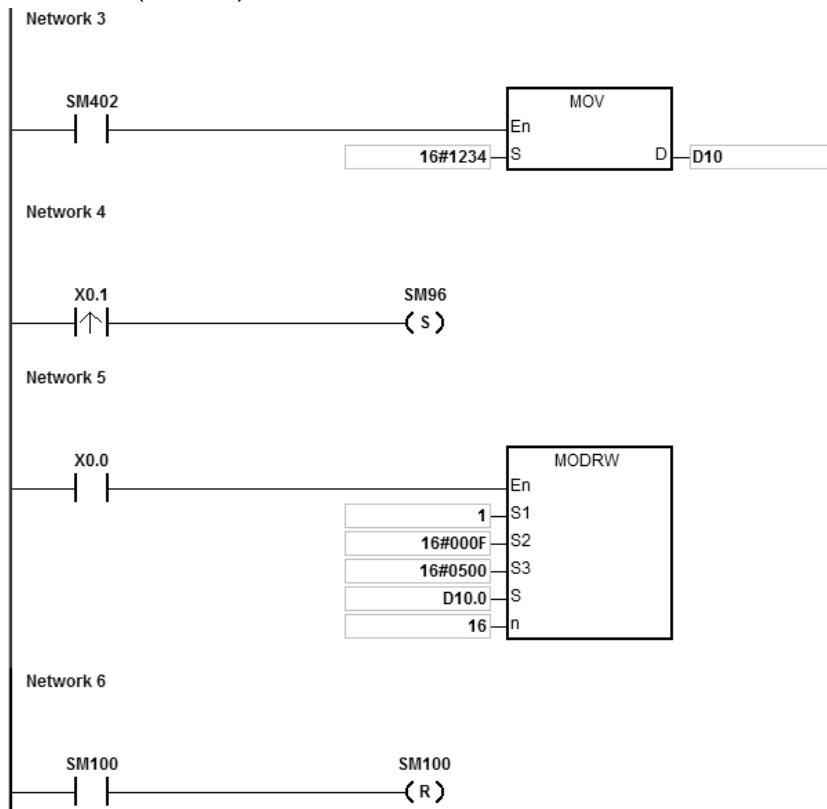 Network 3
SM402
MOV
En
16#1234 S D D10
Network 4
X0.1 SM96
S
Network 5
X0.0
MODRW
En
1 S1
16#000F S2
16#0500 S3
D10.0 S
16 n
Network 6
SM100 SM100
R